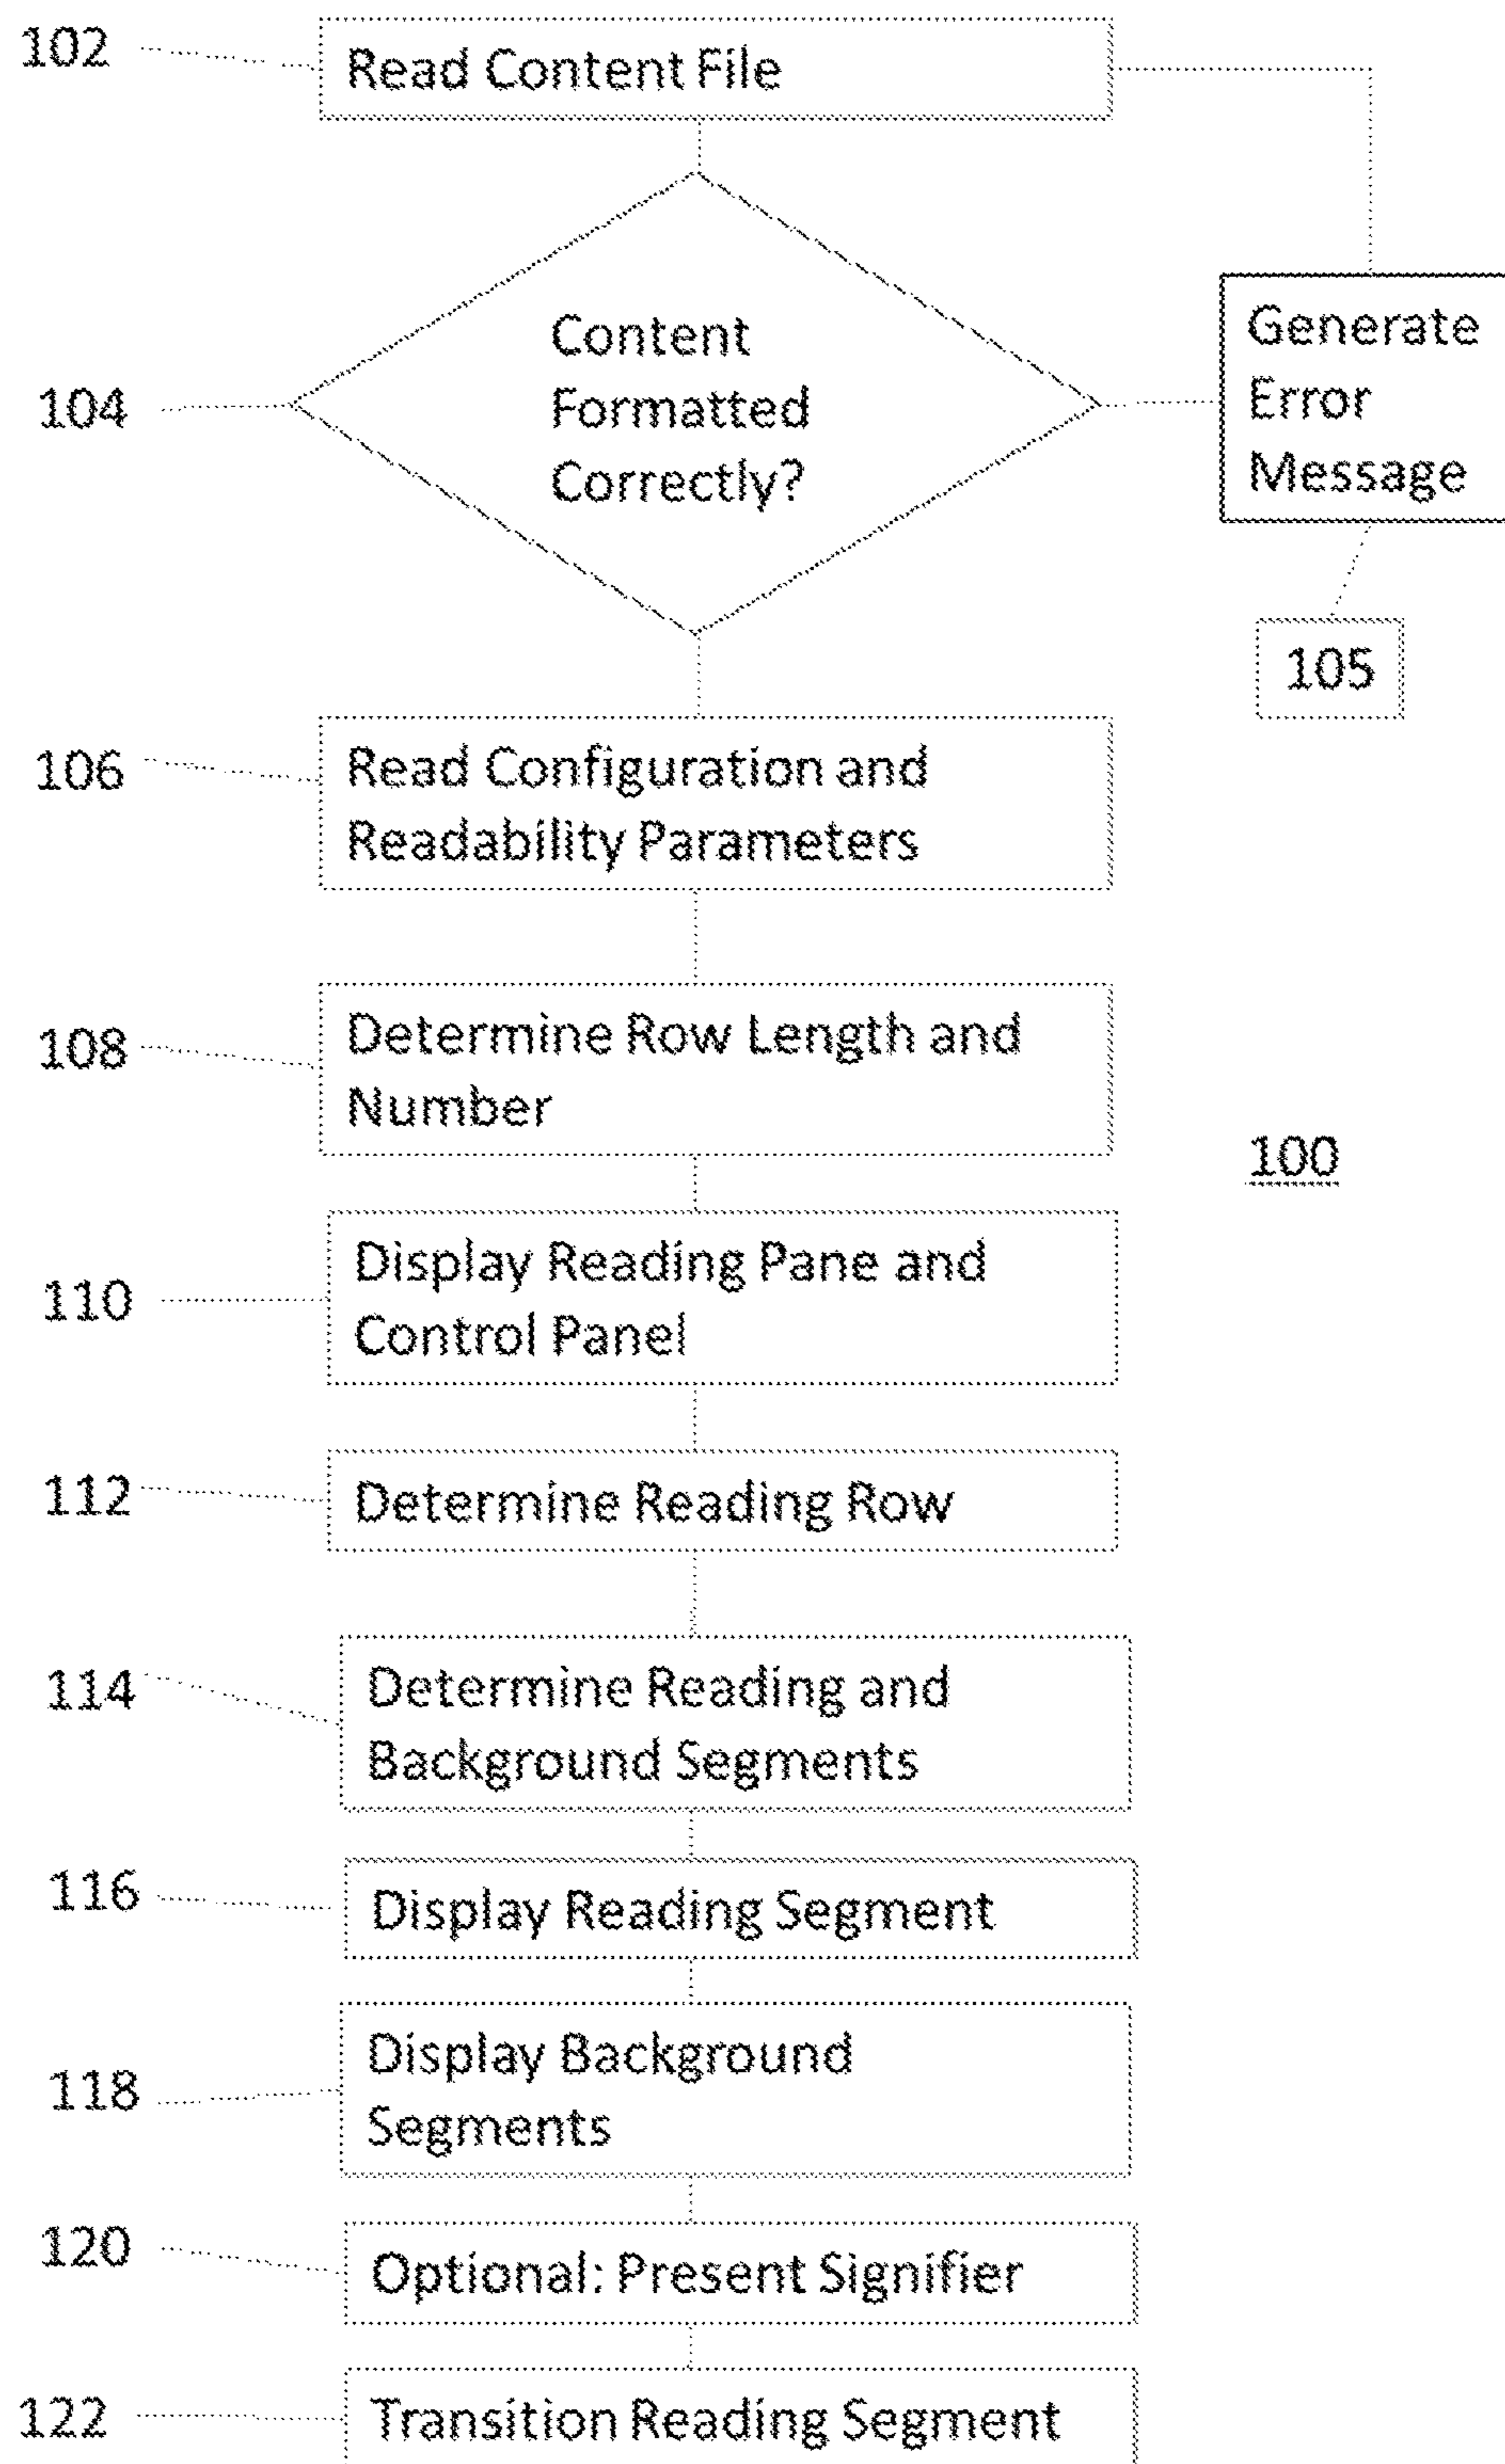 102
Read Content File
104
Content
Formatted
Correctly?
Generate
Error
Message
105
106
Read Configuration and
Readability Parameters
108
Determine Row Length and
Number
100
110
Display Reading Pane and
Control Panel
112
Determine Reading Row
114
Determine Reading and
Background Segments
116
Display Reading Segment
118
Display Background
Segments
120
Optional: Present Signifier
122
Transition Reading Segment